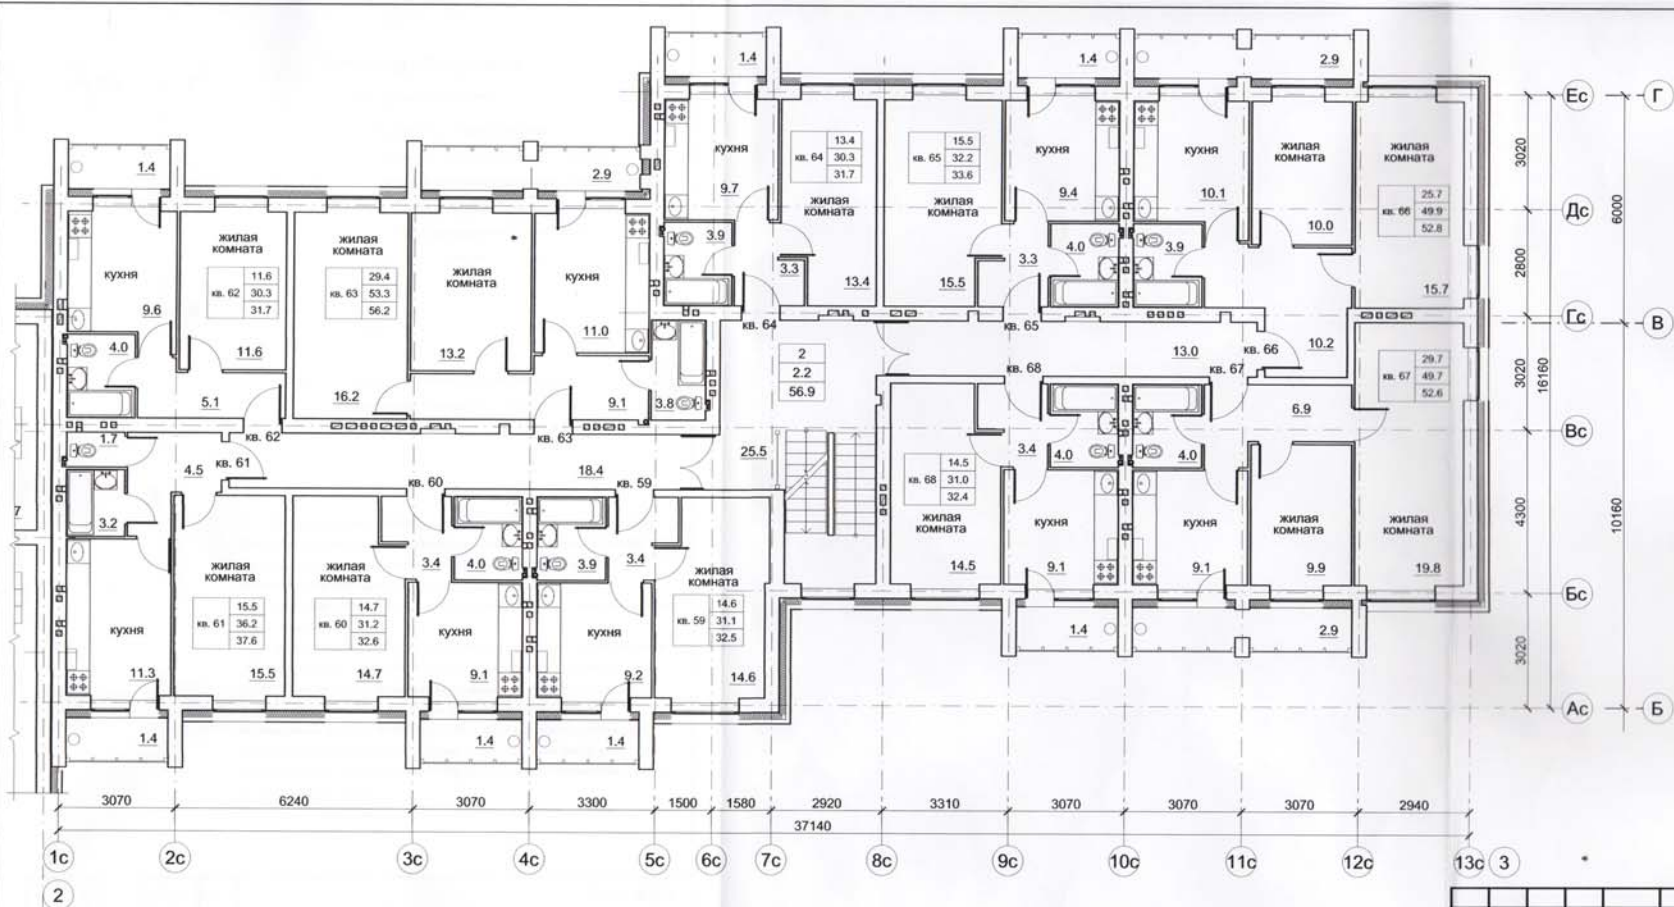 1.4
1.4
2.9
Ес
Г
1.4
2.9
кухня
9.7
кв. 64
13.4
30.3
31.7
жилая
комната
13.4
кв. 65
15.5
32.2
33.6
жилая
комната
15.5
кухня
9.4
кухня
10.1
жилая
комната
10.0
жилая
комната
кв. 66
25.7
49.9
52.8
15.7
3020
6000
Дс
2800
Гс
В
кухня
9.6
жилая
комната
кв. 62
11.6
30.3
31.7
11.6
жилая
комната
кв. 63
29.4
53.3
56.2
16.2
жилая
комната
13.2
кухня
11.0
3.9
3.3
3.3
4.0
3.9
кв. 64
кв. 65
4.0
5.1
9.1
3.8
2
2.2
56.9
13.0
кв. 66
10.2
кв. 68
кв. 67
кв. 67
29.7
49.7
52.6
3020
16160
6.9
кв. 62
кв. 63
Вс
1.7
4.5
кв. 61
18.4
25.5
кв. 60
кв. 59
3.4
4.0
4.0
3.2
кв. 68
14.5
31.0
32.4
жилая
комната
14.5
кухня
9.1
кухня
9.1
жилая
комната
9.9
жилая
комната
19.8
4300
10160
7
3.4
4.0
3.9
3.4
кухня
11.3
жилая
комната
кв. 61
15.5
36.2
37.6
15.5
жилая
комната
кв. 60
14.7
31.2
32.6
14.7
кухня
9.1
кухня
9.2
жилая
комната
кв. 59
14.6
31.1
32.5
14.6
Бс
1.4
2.9
3020
Ас
Б
1.4
1.4
1.4
3070
6240
3070
3300
1500
1580
2920
3310
3070
3070
3070
2940
37140
1с
2с
3с
4с
5с
6с
7с
8с
9с
10с
11с
12с
13с
3
2